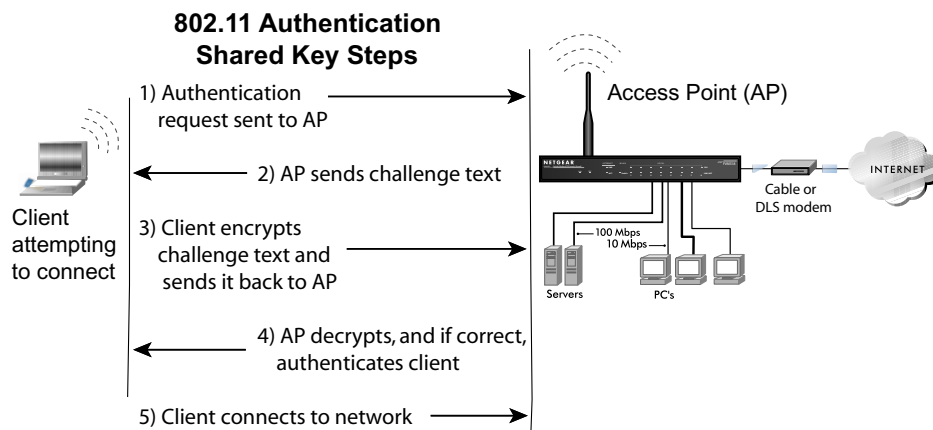 802.11 Authentication
Shared Key Steps
1) Authentication
request sent to AP
Access Point (AP)
NETGEAR
2) AP sends challenge text
INTERNET
Cable or
DLS modem
Client
attempting
to connect
3) Client encrypts
challenge text and
sends it back to AP
100 Mbps
10 Mbps
Servers
PC's
4) AP decrypts, and if correct,
authenticates client
5) Client connects to network